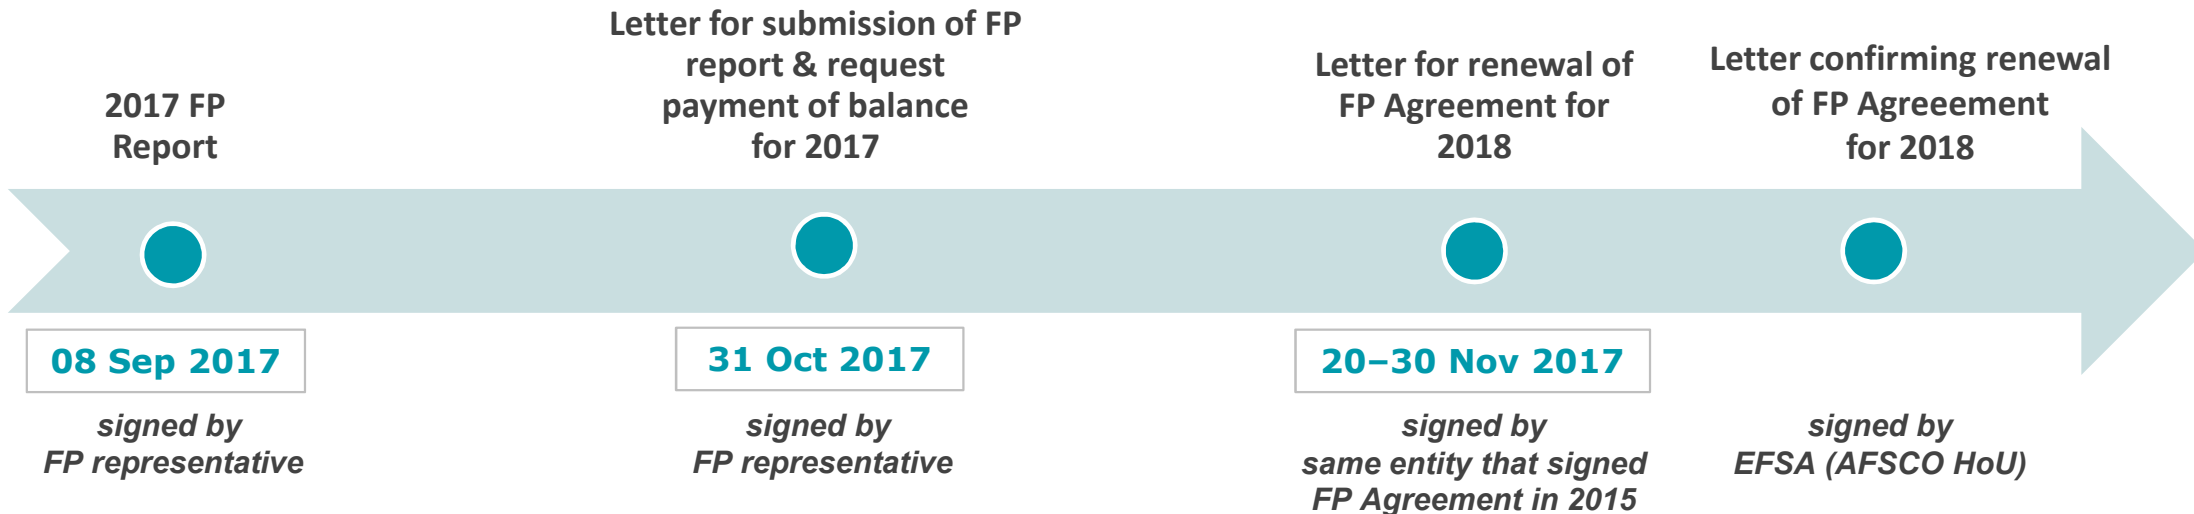 2017 FP
Report
08 Sep 2017
signed by
FP representative
Letter for submission of FP
report & request
payment of balance
for 2017
31 Oct 2017
signed by
FP representative
Letter for renewal of
FP Agreement for
2018
20–30 Nov 2017
signed by
same entity that signed
FP Agreement in 2015
Letter confirming renewal
of FP Agreeement
for 2018
signed by
EFSA (AFSCO HoU)